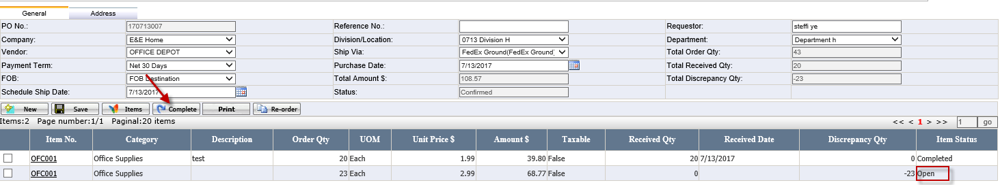 General Address
PO No.: 170713007 Reference No.: Requestor: steffi ye
Company: E&E Home Division/Location: 0713 Division H Department: Department h
Vendor: OFFICE DEPOT Ship Via: FedEx Ground(FedEx Ground) Total Order Qty: 43
Payment Term: Net 30 Days Purchase Date: 7/13/2017 Total Received Qty: 20
FOB: FOB Destination Total Amount $: 108.57 Total Discrepancy Qty: -23
Schedule Ship Date: 7/13/2017 Status: Confirmed
New Save Items Complete Print Re-order
Items:2 Page number:1/1 Paginal:20 items << < 1 > >> 1 go
Item No. Category Description Order Qty UOM Unit Price $ Amount $ Taxable Received Qty Received Date Discrepancy Qty Item Status
OFC001 Office Supplies test 20 Each 1.99 39.80 False 20 7/13/2017 0 Completed
OFC001 Office Supplies 23 Each 2.99 68.77 False 0 -23 Open